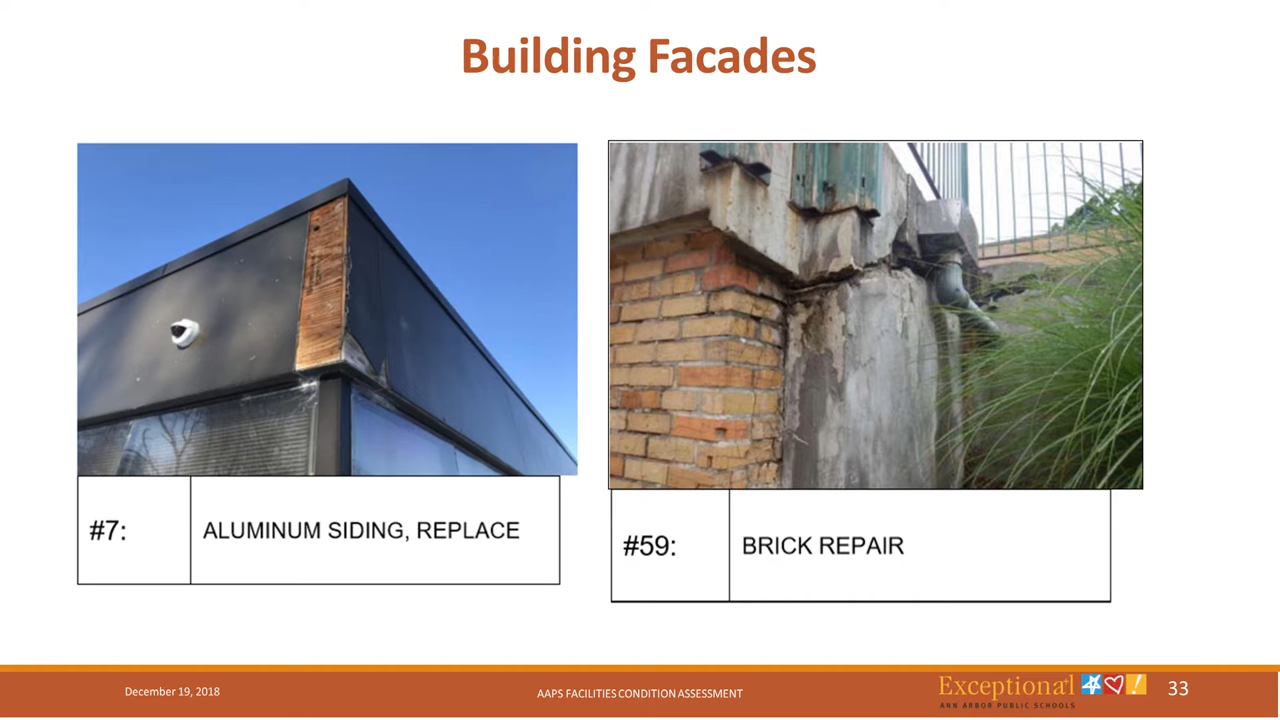 Building Facades
#7:
ALUMINUM SIDING, REPLACE
#59:
BRICK REPAIR
December 19, 2018
AAPS FACILITIES CONDITION ASSESSMENT
Exceptional
ANN ARBOR PUBLIC SCHOOLS
33